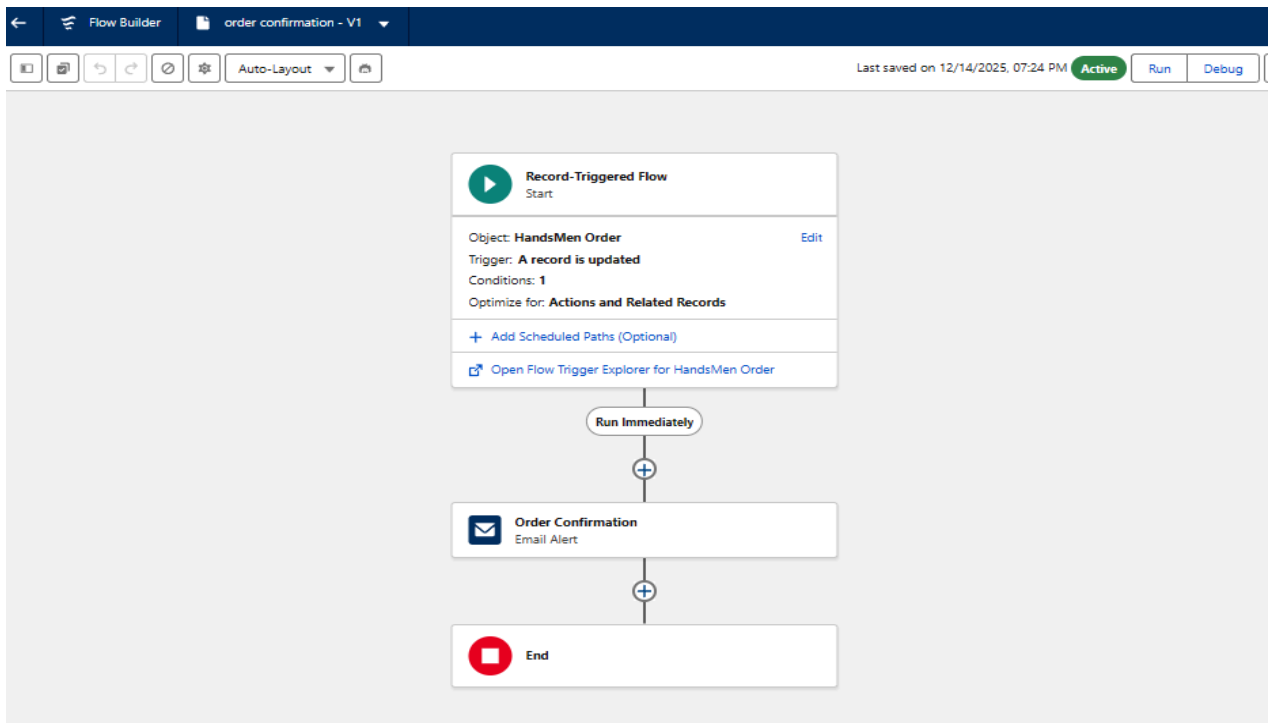 Flow Builder
order confirmation - V1
Auto-Layout
Last saved on 12/14/2025, 07:24 PM
Active
Run
Debug
Record-Triggered Flow
Start
Object: HandsMen Order
Edit
Trigger: A record is updated
Conditions: 1
Optimize for: Actions and Related Records
+ Add Scheduled Paths (Optional)
Open Flow Trigger Explorer for HandsMen Order
Run Immediately
Order Confirmation
Email Alert
End